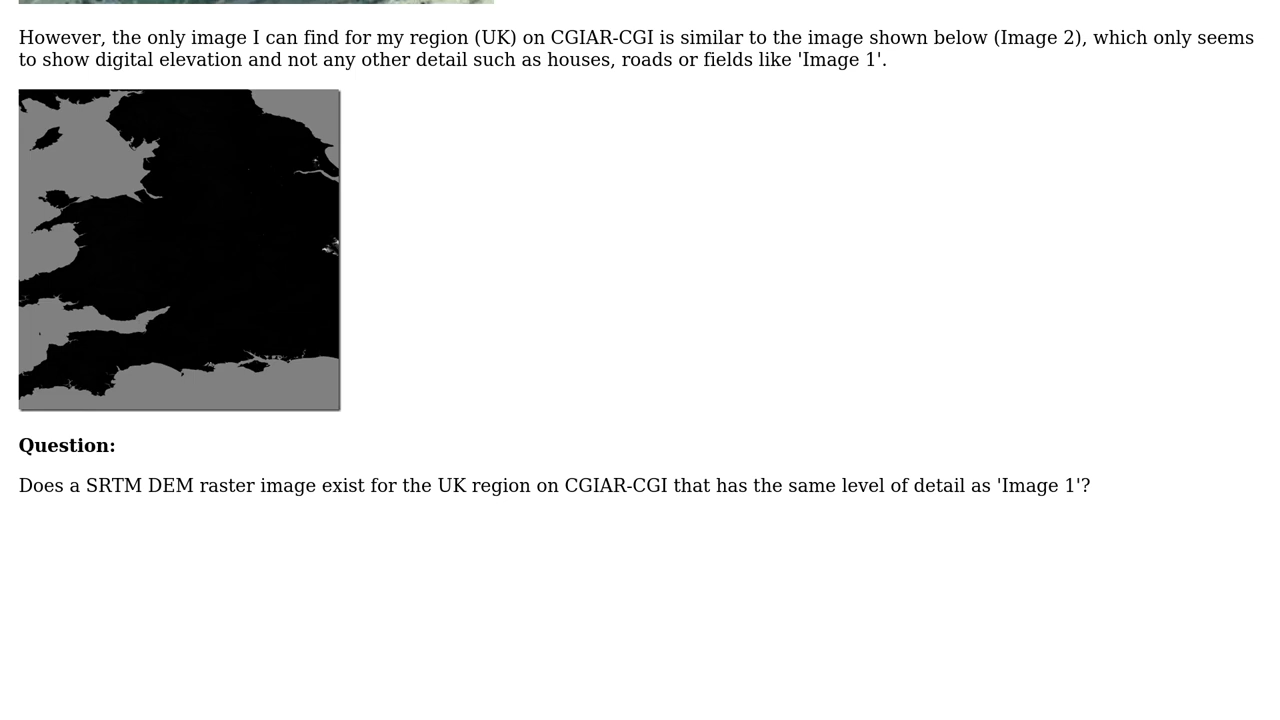 However, the only image I can find for my region (UK) on CGIAR-CGI is similar to the image shown below (Image 2), which only seems
to show digital elevation and not any other detail such as houses, roads or fields like 'Image 1'.
Question:
Does a SRTM DEM raster image exist for the UK region on CGIAR-CGI that has the same level of detail as 'Image 1'?